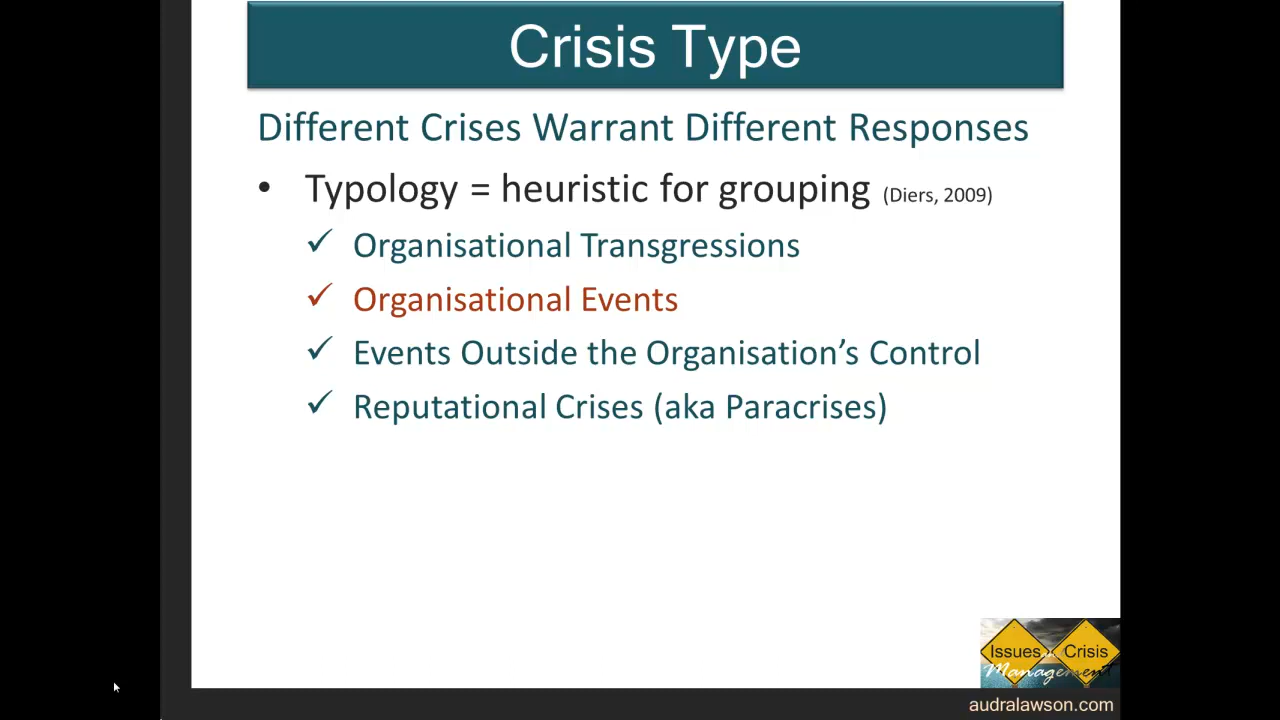 Crisis Type
Different Crises Warrant Different Responses
• Typology = heuristic for grouping (Diers, 2009)
✓ Organisational Transgressions
✓ Organisational Events
✓ Events Outside the Organisation’s Control
✓ Reputational Crises (aka Paracrises)
Issues Crisis
Management
audralawson.com